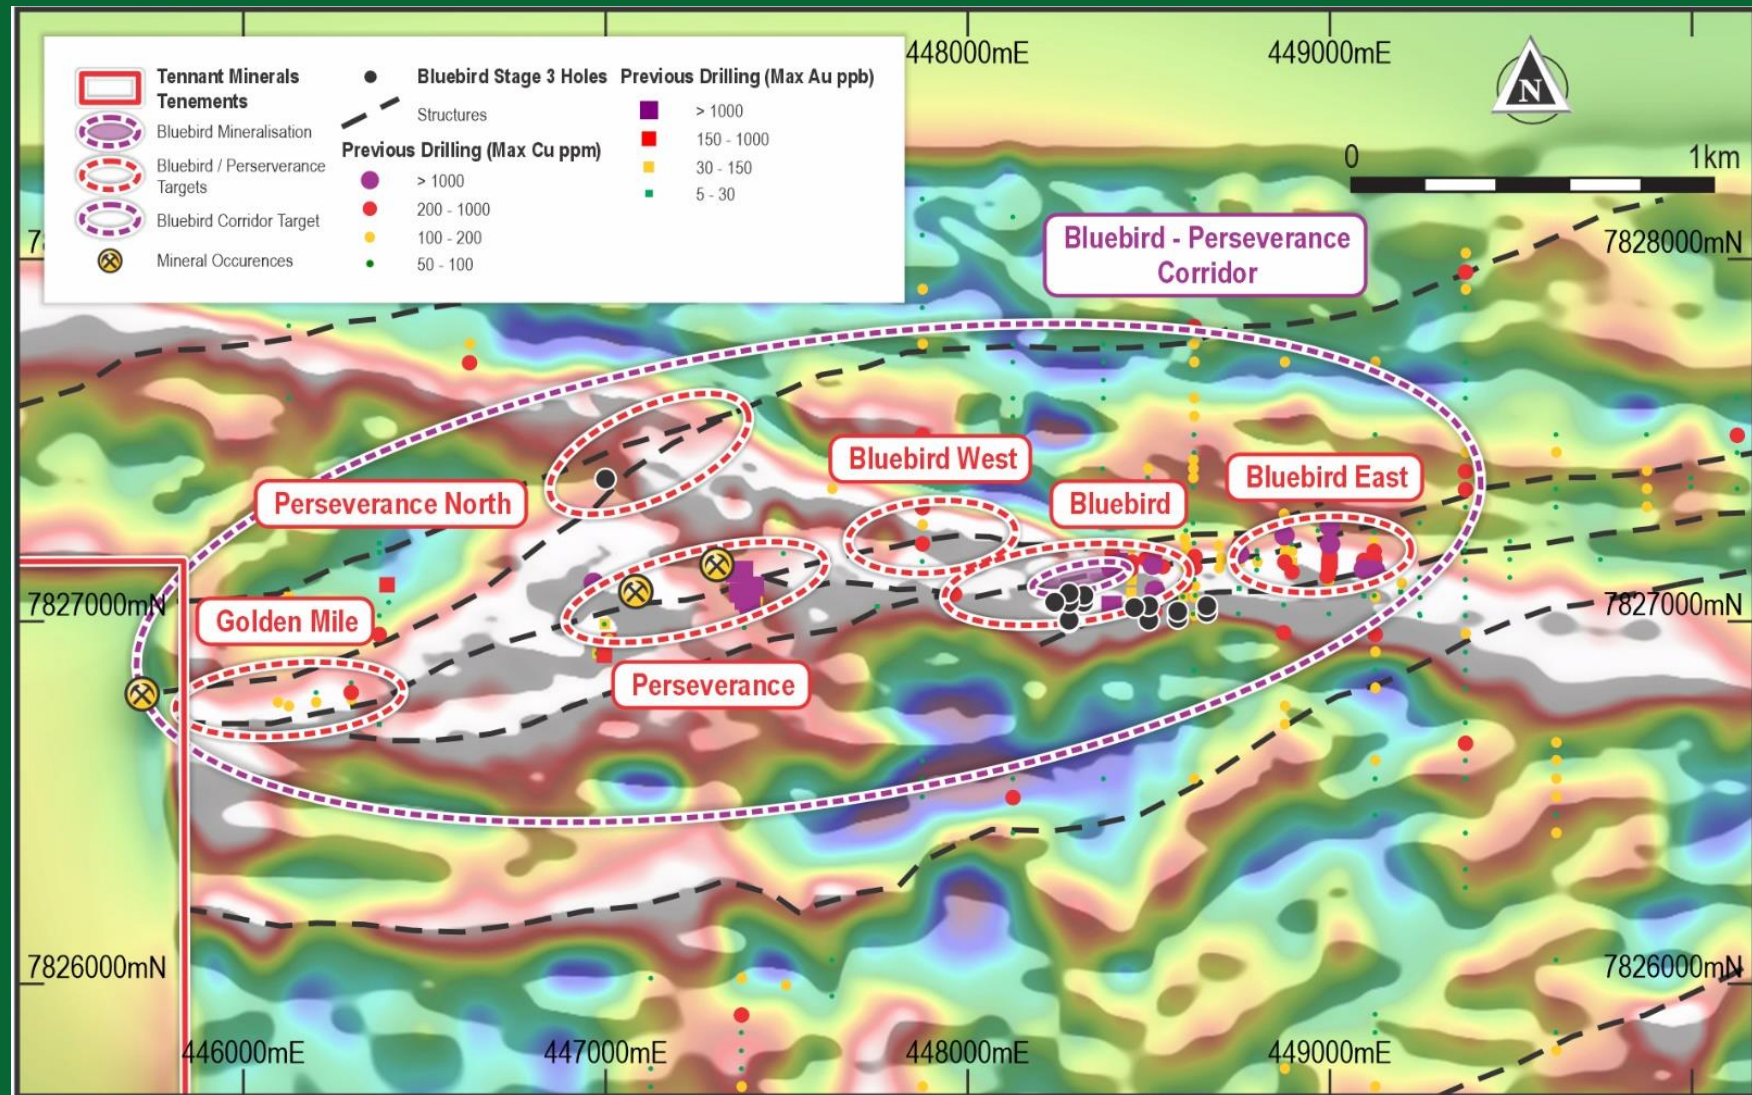 448000mE
449000mE
Tennant Minerals
Tenements
Bluebird Mineralisation
Bluebird / Perserverance
Targets
Bluebird Corridor Target
Mineral Occurences
Bluebird Stage 3 Holes
Structures
Previous Drilling (Max Cu ppm)
> 1000
200 - 1000
100 - 200
50 - 100
Previous Drilling (Max Au ppb)
> 1000
150 - 1000
30 - 150
5 - 30
N
0 1km
Bluebird - Perseverance
Corridor
7828000mN
Bluebird West
Bluebird East
Perseverance North
Bluebird
7827000mN
7827000mN
Golden Mile
Perseverance
7826000mN
7826000mN
446000mE
447000mE
448000mE
449000mE